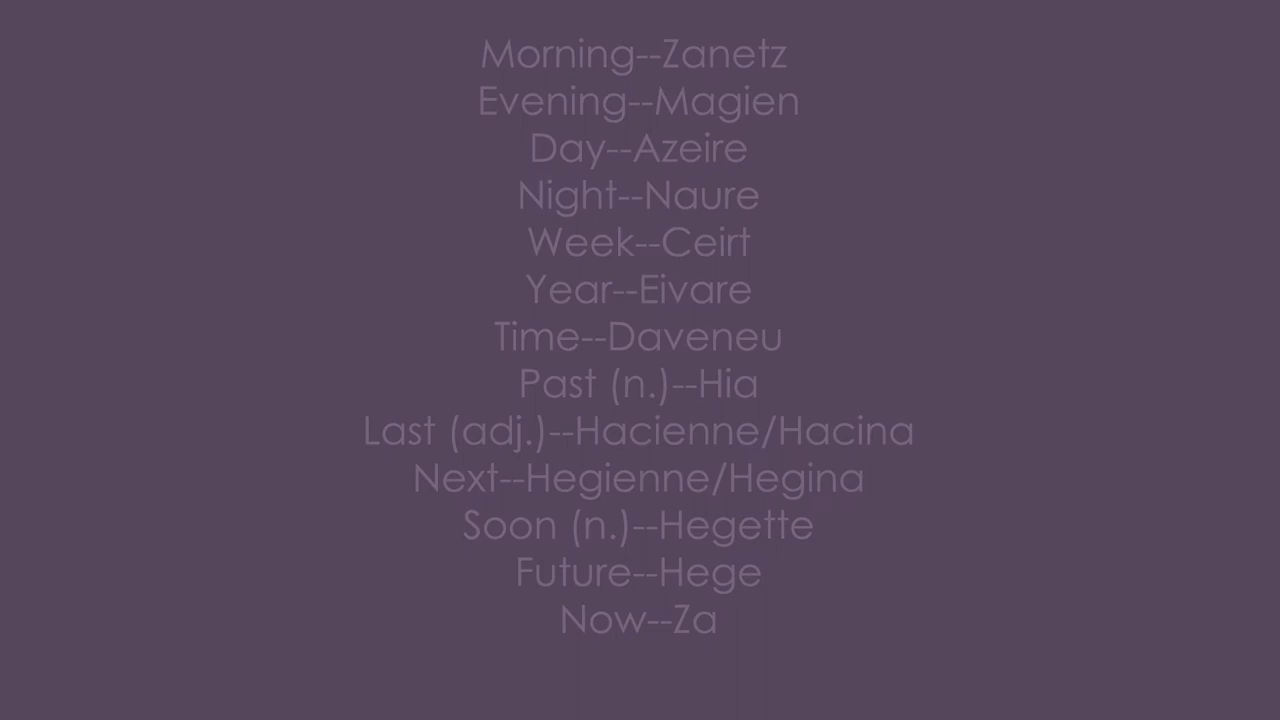 Morning--Zanetz
Evening--Magien
Day--Azeire
Night--Naure
Week--Ceirt
Year--Eivare
Time--Daveneu
Past (n.)--Hia
Last (adj.)--Hacienne/Hacina
Next--Hegienne/Hegina
Soon (n.)--Hegette
Future--Hege
Now--Za